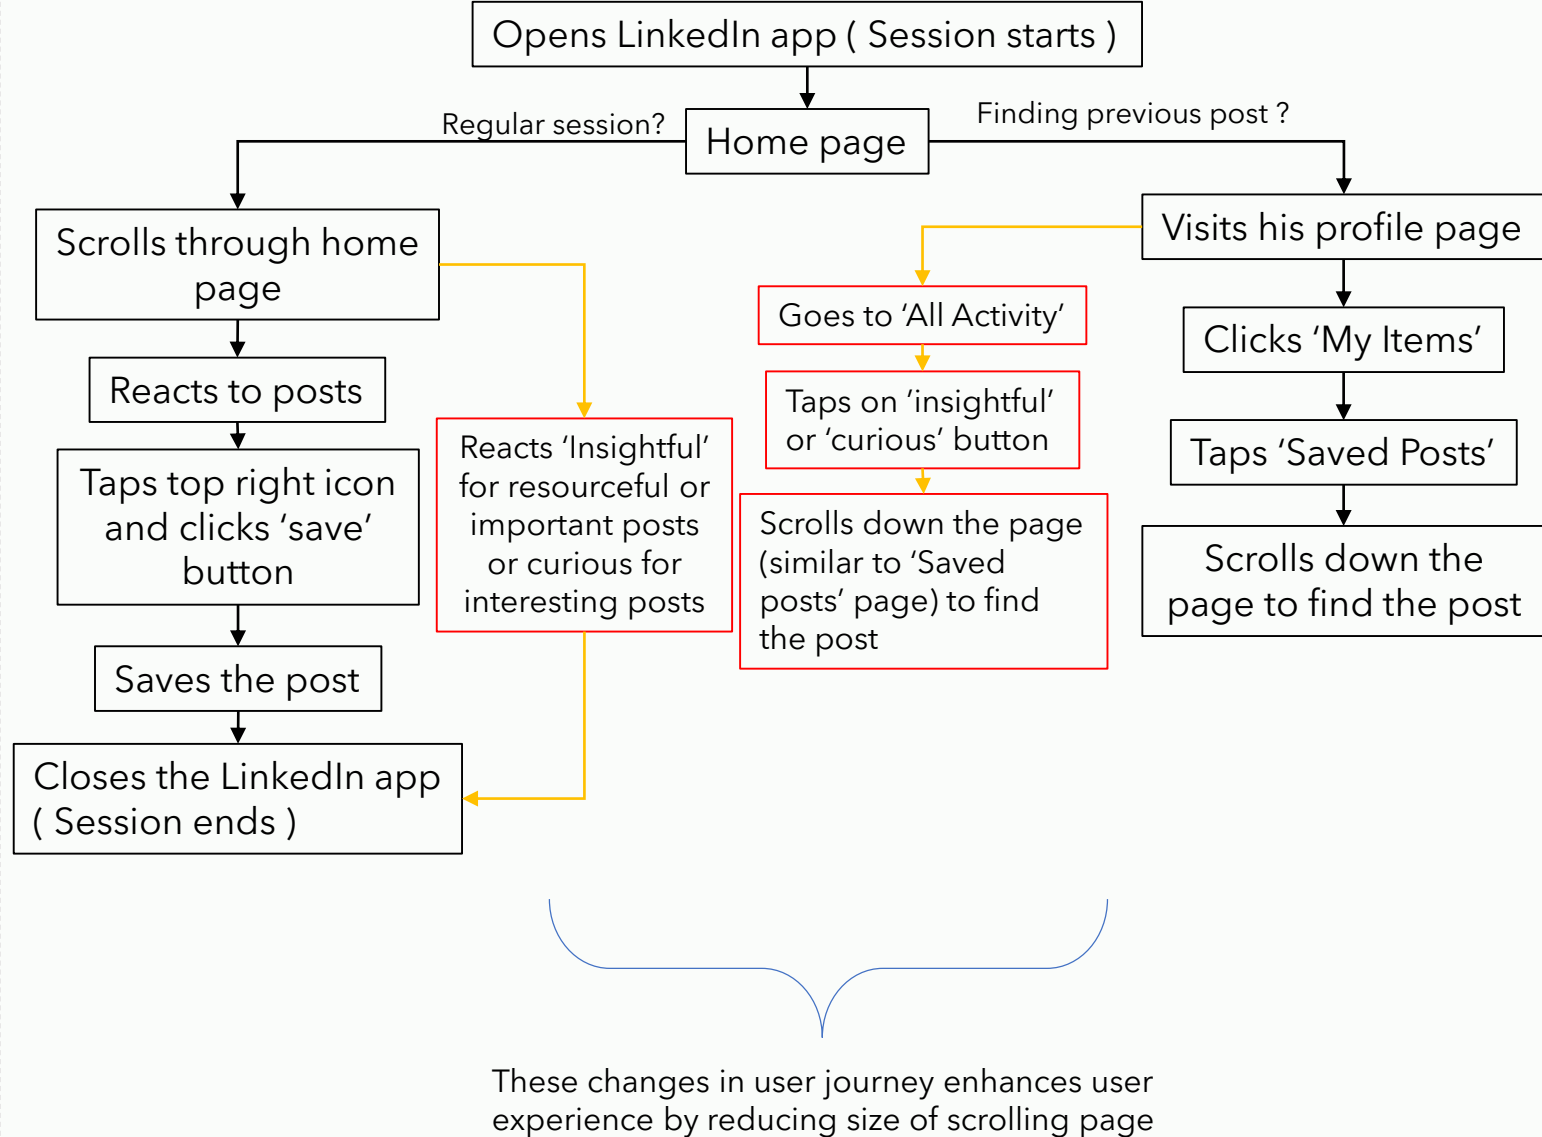 Opens LinkedIn app ( Session starts )
Regular session?
Finding previous post ?
Home page
Scrolls through home
page
Reacts to posts
Taps top right icon
and clicks ‘save’
button
Saves the post
Closes the LinkedIn app
( Session ends )
Reacts ‘Insightful’
for resourceful or
important posts
or curious for
interesting posts
Goes to ‘All Activity’
Taps on ’insightful’
or ‘curious’ button
Scrolls down the page
(similar to ‘Saved
posts’ page) to find
the post
Visits his profile page
Clicks ‘My Items’
Taps ‘Saved Posts’
Scrolls down the
page to find the post
These changes in user journey enhances user
experience by reducing size of scrolling page